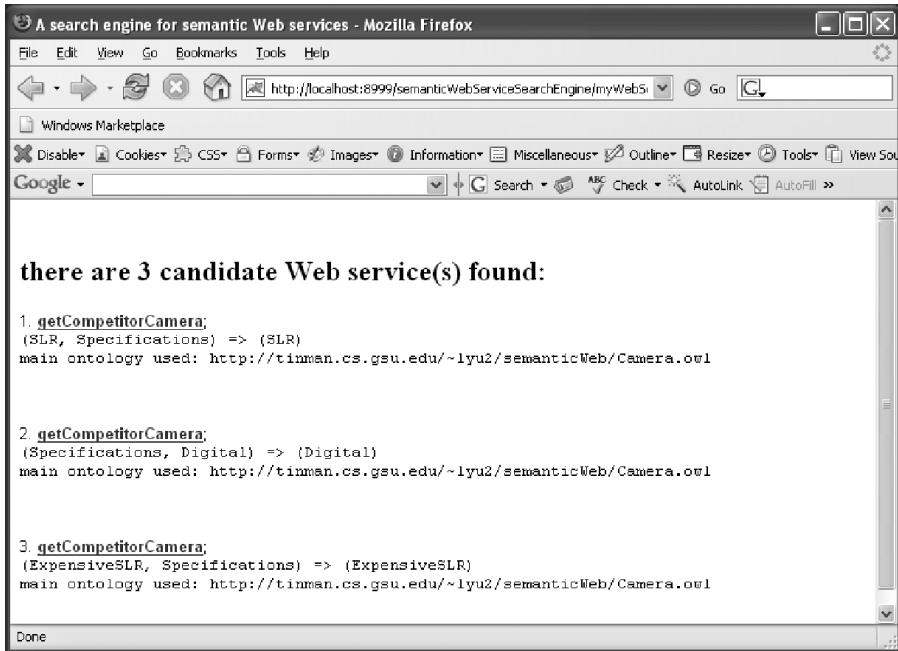 A search engine for semantic Web services - Mozilla Firefox
File Edit View Go Bookmarks Tools Help
http://localhost:8999/semanticWebServiceSearchEngine/myWebS Go G
Windows Marketplace
Disable Cookies CSS Forms Images Information Miscellaneous Outline Resize Tools View Sou
Google G Search ABC Check AutoLink AutoFill »
there are 3 candidate Web service(s) found:
1. getCompetitorCamera;
(SLR, Specifications) => (SLR)
main ontology used: http://tinman.cs.gsu.edu/~lyu2/semanticWeb/Camera.owl
2. getCompetitorCamera;
(Specifications, Digital) => (Digital)
main ontology used: http://tinman.cs.gsu.edu/~lyu2/semanticWeb/Camera.owl
3. getCompetitorCamera;
(ExpensiveSLR, Specifications) => (ExpensiveSLR)
main ontology used: http://tinman.cs.gsu.edu/~lyu2/semanticWeb/Camera.owl
Done